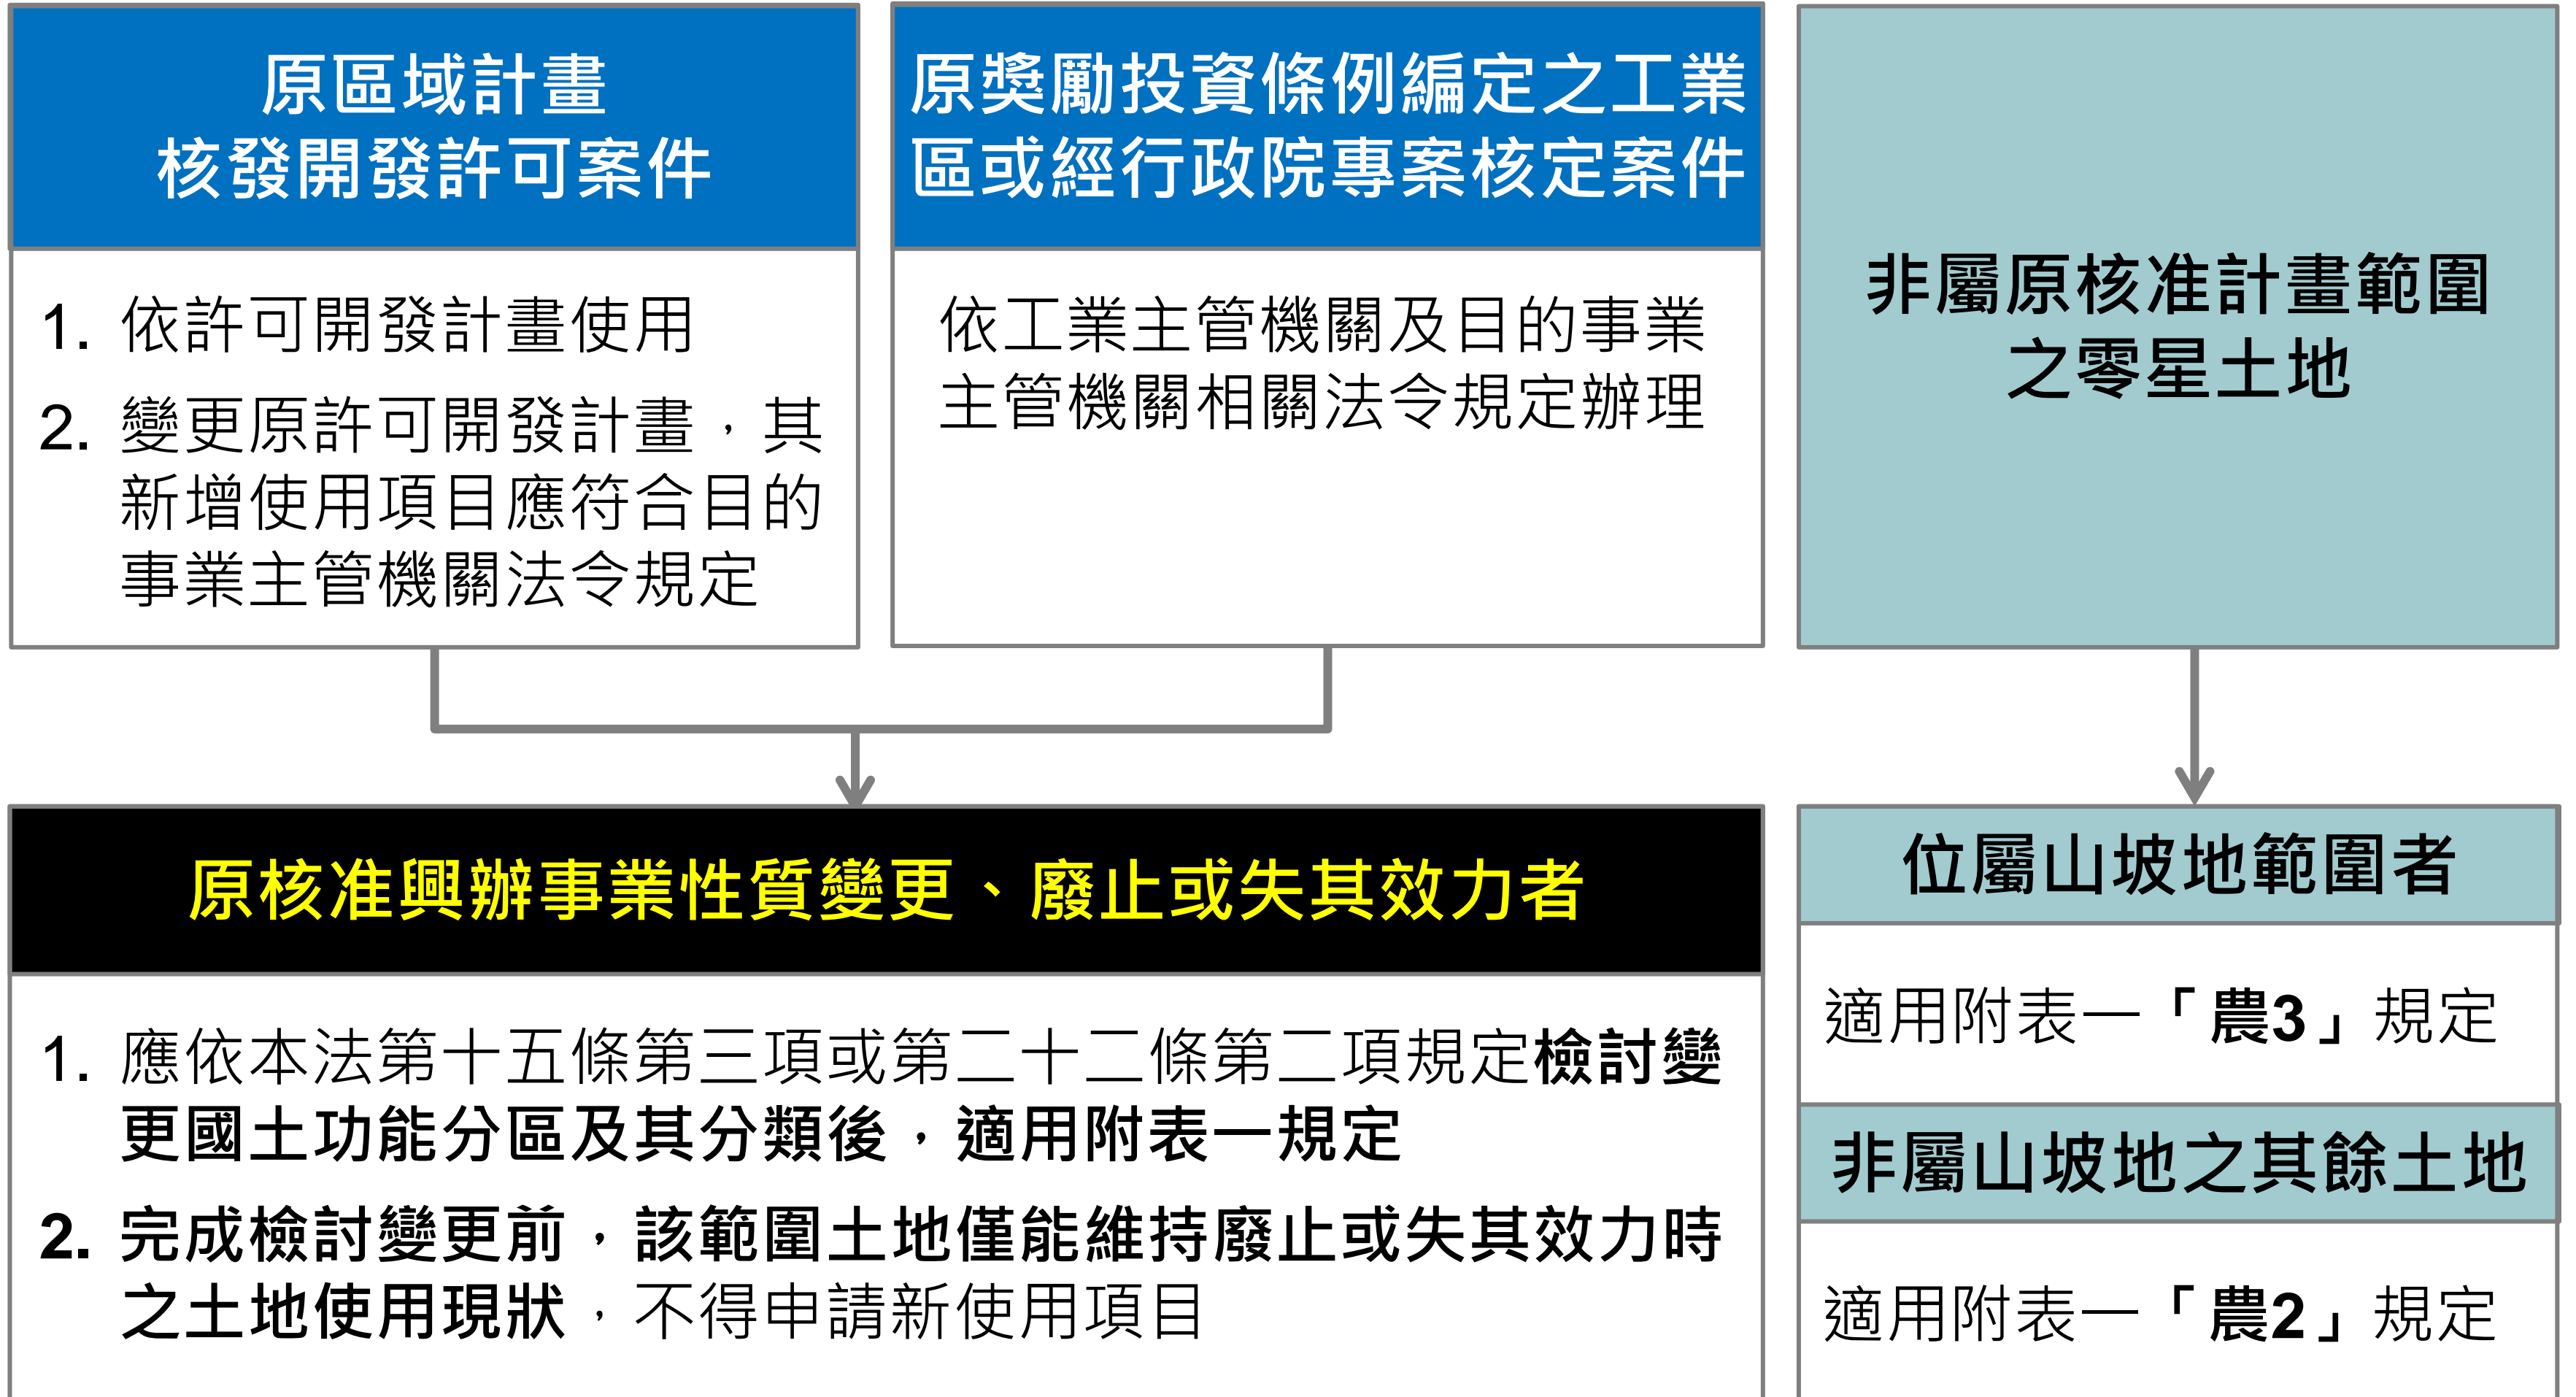 原區域計畫
核發開發許可案件
1. 依許可開發計畫使用
2. 變更原許可開發計畫，其
新增使用項目應符合目的
事業主管機關法令規定
原獎勵投資條例編定之工業
區或經行政院專案核定案件
依工業主管機關及目的事業
主管機關相關法令規定辦理
非屬原核准計畫範圍
之零星土地
原核准興辦事業性質變更、廢止或失其效力者
1. 應依本法第十五條第三項或第二十二條第二項規定檢討變
更國土功能分區及其分類後，適用附表一規定
2. 完成檢討變更前，該範圍土地僅能維持廢止或失其效力時
之土地使用現狀，不得申請新使用項目
位屬山坡地範圍者
適用附表一「農3」規定
非屬山坡地之其餘土地
適用附表一「農2」規定